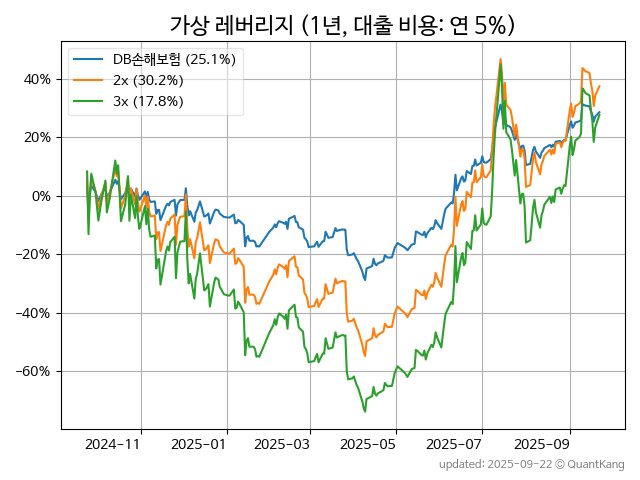 가상 레버리지 (1년, 대출 비용: 연 5%)
DB손해보험 (25.1%)
2x (30.2%)
3x (17.8%)
40%
20%
0%
−20%
−40%
−60%
2024-11 2025-01 2025-03 2025-05 2025-07 2025-09
updated: 2025-09-22 © QuantKang